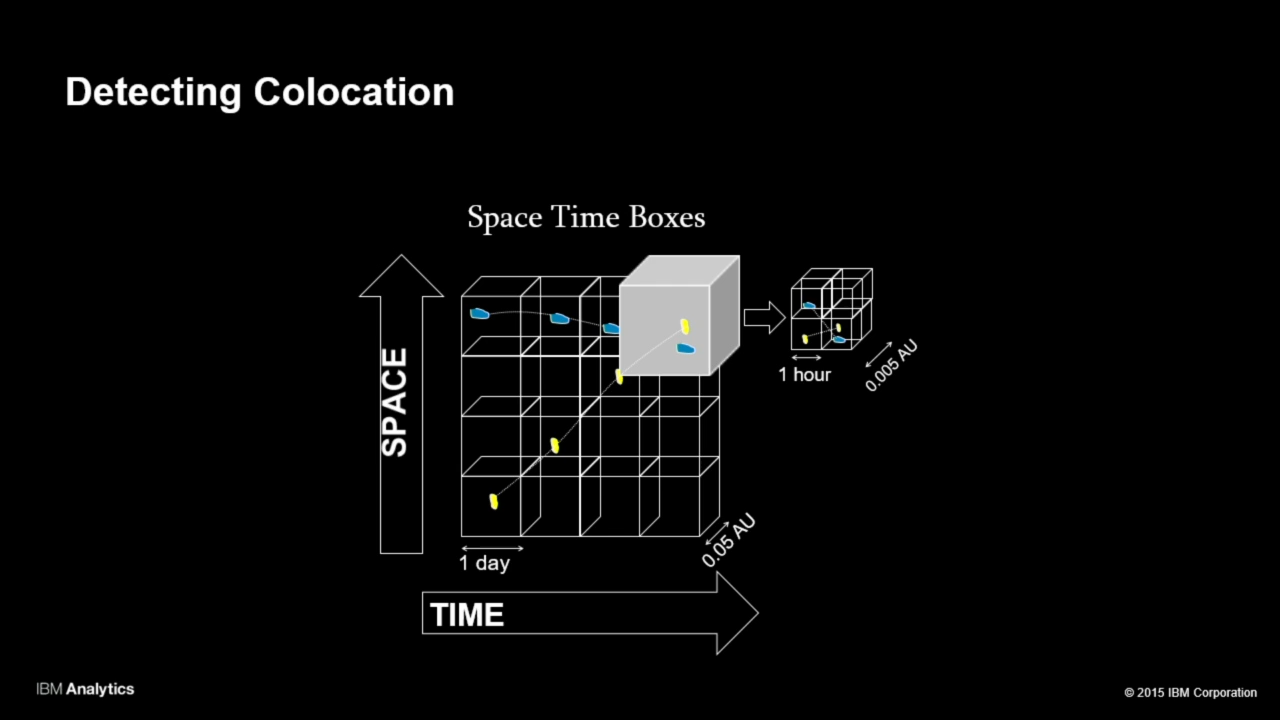 Detecting Colocation
Space Time Boxes
SPACE
1 hour
0.005 AU
1 day
0.05 AU
TIME
IBM Analytics
© 2015 IBM Corporation